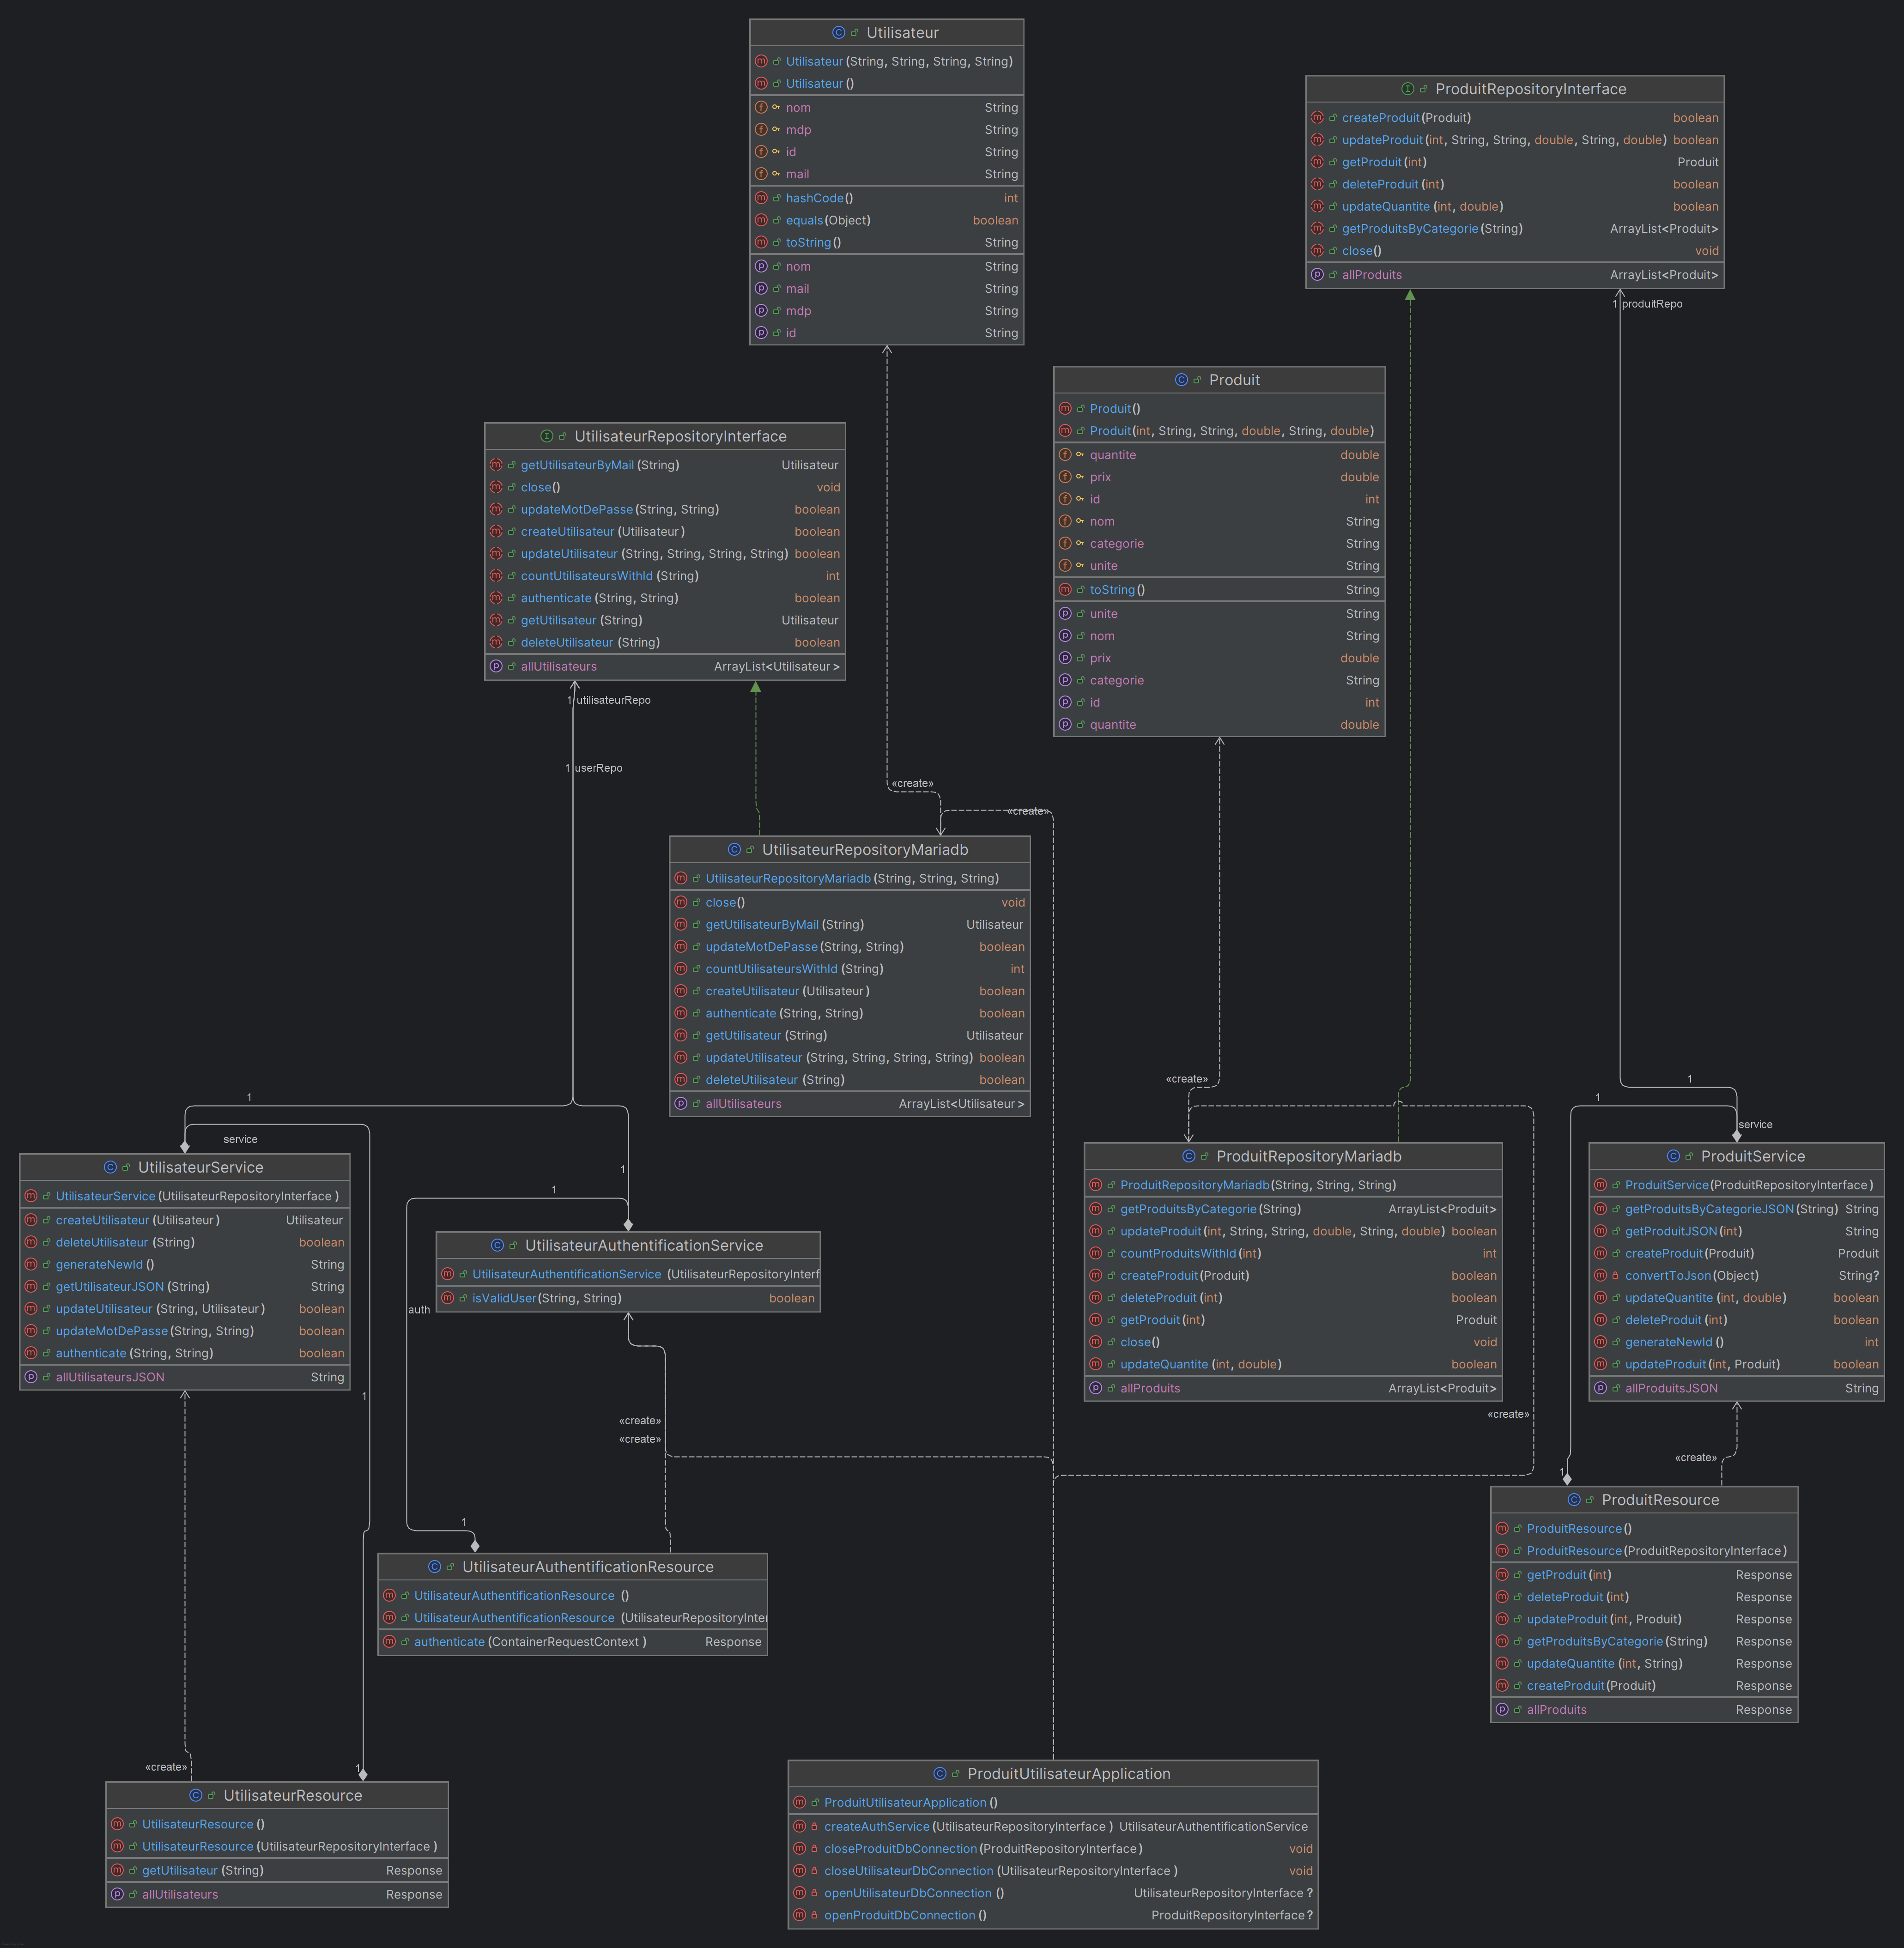 Utilisateur
Utilisateur(String, String, String, String)
Utilisateur()
nom String
mdp String
id String
mail String
hashCode() int
equals(Object) boolean
toString() String
nom String
mail String
mdp String
id String
ProduitRepositoryInterface
createProduit(Produit) boolean
updateProduit(int, String, String, double, String, double) boolean
getProduit(int) Produit
deleteProduit(int) boolean
updateQuantite(int, double) boolean
getProduitsByCategorie(String) ArrayList<Produit>
close() void
allProduits ArrayList<Produit>
1 produitRepo
Produit
Produit()
Produit(int, String, String, double, String, double)
quantite double
prix double
id int
nom String
categorie String
unite String
toString() String
unite String
nom String
prix double
categorie String
id int
quantite double
UtilisateurRepositoryInterface
getUtilisateurByMail(String) Utilisateur
close() void
updateMotDePasse(String, String) boolean
createUtilisateur(Utilisateur) boolean
updateUtilisateur(String, String, String, String) boolean
countUtilisateursWithId(String) int
authenticate(String, String) boolean
getUtilisateur(String) Utilisateur
deleteUtilisateur(String) boolean
allUtilisateurs ArrayList<Utilisateur>
1 utilisateurRepo
1 userRepo
«create»
«create»
UtilisateurRepositoryMariadb
UtilisateurRepositoryMariadb(String, String, String)
close() void
getUtilisateurByMail(String) Utilisateur
updateMotDePasse(String, String) boolean
countUtilisateursWithId(String) int
createUtilisateur(Utilisateur) boolean
authenticate(String, String) boolean
getUtilisateur(String) Utilisateur
updateUtilisateur(String, String, String, String) boolean
deleteUtilisateur(String) boolean
allUtilisateurs ArrayList<Utilisateur>
«create»
1
1
1
service
service
UtilisateurService
UtilisateurService(UtilisateurRepositoryInterface)
createUtilisateur(Utilisateur) Utilisateur
deleteUtilisateur(String) boolean
generateNewId() String
getUtilisateurJSON(String) String
updateUtilisateur(String, Utilisateur) boolean
updateMotDePasse(String, String) boolean
authenticate(String, String) boolean
allUtilisateursJSON String
1
1
UtilisateurAuthentificationService
UtilisateurAuthentificationService(UtilisateurRepositoryInterf
isValidUser(String, String) boolean
auth
ProduitRepositoryMariadb
ProduitRepositoryMariadb(String, String, String)
getProduitsByCategorie(String) ArrayList<Produit>
updateProduit(int, String, String, double, String, double) boolean
countProduitsWithId(int) int
createProduit(Produit) boolean
deleteProduit(int) boolean
getProduit(int) Produit
close() void
updateQuantite(int, double) boolean
allProduits ArrayList<Produit>
ProduitService
ProduitService(ProduitRepositoryInterface)
getProduitsByCategorieJSON(String) String
getProduitJSON(int) String
createProduit(Produit) Produit
convertToJson(Object) String?
updateQuantite(int, double) boolean
deleteProduit(int) boolean
generateNewId() int
updateProduit(int, Produit) boolean
allProduitsJSON String
1
«create»
«create»
«create»
«create»
1
1
ProduitResource
ProduitResource()
ProduitResource(ProduitRepositoryInterface)
getProduit(int) Response
deleteProduit(int) Response
updateProduit(int, Produit) Response
getProduitsByCategorie(String) Response
updateQuantite(int, String) Response
createProduit(Produit) Response
allProduits Response
UtilisateurAuthentificationResource
UtilisateurAuthentificationResource()
UtilisateurAuthentificationResource(UtilisateurRepositoryInter
authenticate(ContainerRequestContext) Response
«create»
1
UtilisateurResource
UtilisateurResource()
UtilisateurResource(UtilisateurRepositoryInterface)
getUtilisateur(String) Response
allUtilisateurs Response
ProduitUtilisateurApplication
ProduitUtilisateurApplication()
createAuthService(UtilisateurRepositoryInterface) UtilisateurAuthentificationService
closeProduitDbConnection(ProduitRepositoryInterface) void
closeUtilisateurDbConnection(UtilisateurRepositoryInterface) void
openUtilisateurDbConnection() UtilisateurRepositoryInterface?
openProduitDbConnection() ProduitRepositoryInterface?